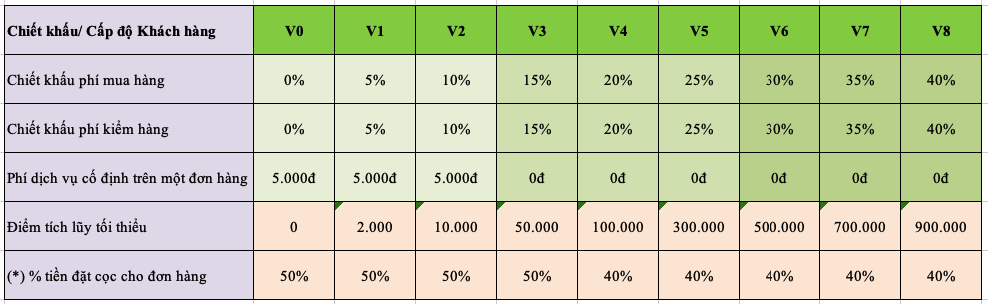 Chiết khấu/ Cấp độ Khách hàng V0 V1 V2 V3 V4 V5 V6 V7 V8
Chiết khấu phí mua hàng 0% 5% 10% 15% 20% 25% 30% 35% 40%
Chiết khấu phí kiểm hàng 0% 5% 10% 15% 20% 25% 30% 35% 40%
Phí dịch vụ cố định trên một đơn hàng 5.000đ 5.000đ 5.000đ 0đ 0đ 0đ 0đ 0đ 0đ
Điểm tích lũy tối thiểu 0 2.000 10.000 50.000 100.000 300.000 500.000 700.000 900.000
(*) % tiền đặt cọc cho đơn hàng 50% 50% 50% 50% 40% 40% 40% 40% 40%